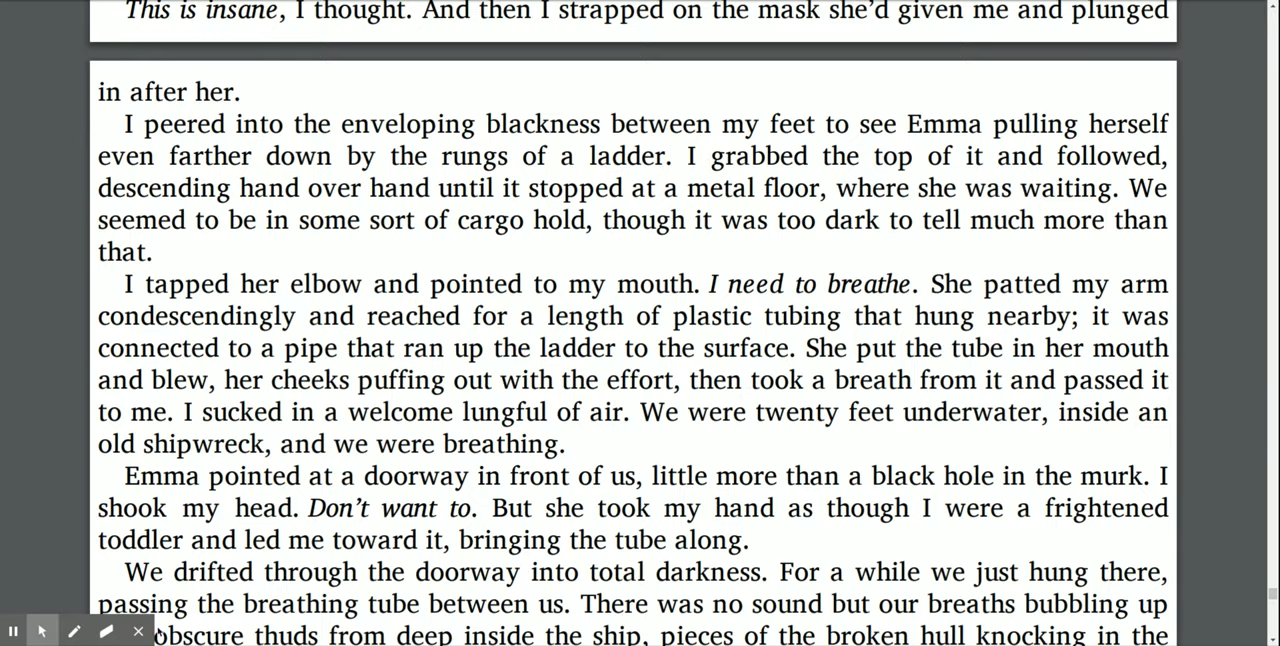 This is insane, I thought. And then I strapped on the mask she’d given me and plunged
in after her.
I peered into the enveloping blackness between my feet to see Emma pulling herself
even farther down by the rungs of a ladder. I grabbed the top of it and followed,
descending hand over hand until it stopped at a metal floor, where she was waiting. We
seemed to be in some sort of cargo hold, though it was too dark to tell much more than
that.
I tapped her elbow and pointed to my mouth. I need to breathe. She patted my arm
condescendingly and reached for a length of plastic tubing that hung nearby; it was
connected to a pipe that ran up the ladder to the surface. She put the tube in her mouth
and blew, her cheeks puffing out with the effort, then took a breath from it and passed it
to me. I sucked in a welcome lungful of air. We were twenty feet underwater, inside an
old shipwreck, and we were breathing.
Emma pointed at a doorway in front of us, little more than a black hole in the murk. I
shook my head. Don’t want to. But she took my hand as though I were a frightened
toddler and led me toward it, bringing the tube along.
We drifted through the doorway into total darkness. For a while we just hung there,
passing the breathing tube between us. There was no sound but our breaths bubbling up
obscure thuds from deep inside the ship, pieces of the broken hull knocking in the